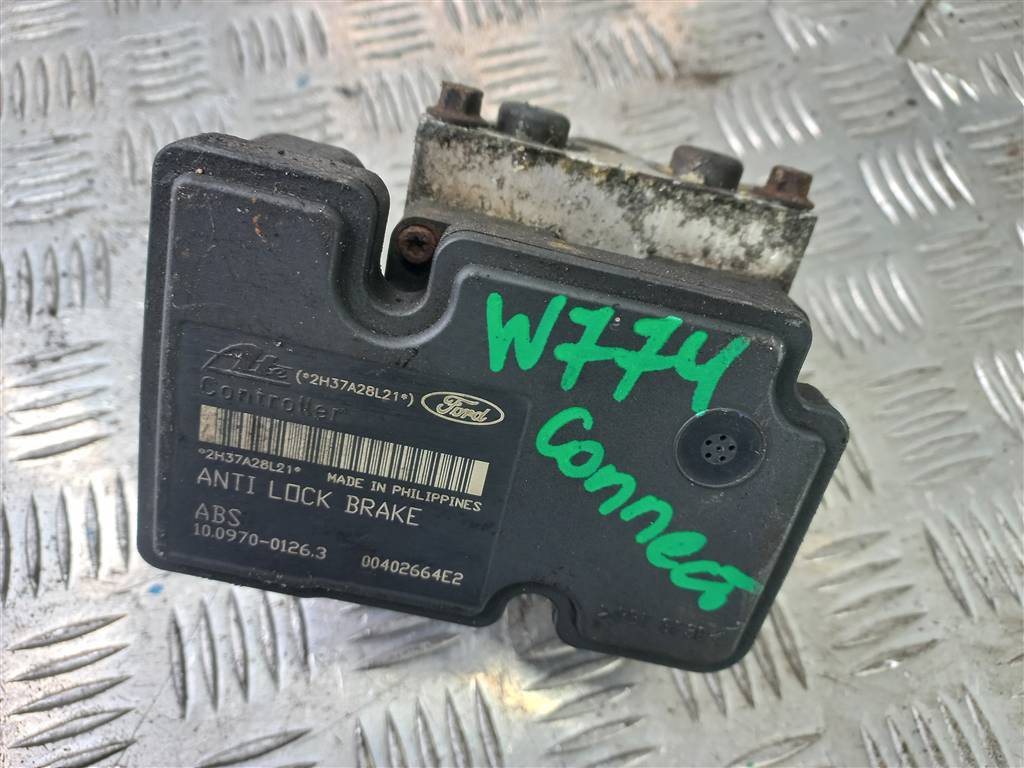 Ate (*2H37A28L21*) Ford
Controller
*2H37A28L21* MADE IN PHILIPPINES
ANTI LOCK BRAKE
ABS
10.0970-0126.3 00402664E2
W774
Connect